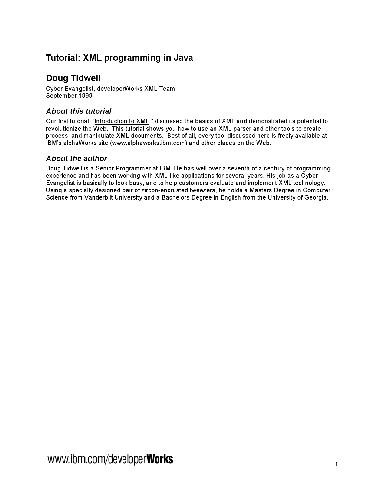 Tutorial: XML programming in Java
Doug Tidwell
Cyber Evangelist, developerWorks XML Team
September 1999
About this tutorial
Our first tutorial, "Introduction to XML," discussed the basics of XML and demonstrated its potential to
revolutionize the Web. This tutorial shows you how to use an XML parser and other tools to create,
process, and manipulate XML documents. Best of all, every tool discussed here is freely available at
IBM's alphaWorks site (www.alphaworks.ibm.com) and other places on the Web.
About the author
Doug Tidwell is a Senior Programmer at IBM. He has well over a seventh of a century of programming
experience and has been working with XML-like applications for several years. His job as a Cyber
Evangelist is basically to look busy, and to help customers evaluate and implement XML technology.
Using a specially designed pair of zircon-encrusted tweezers, he holds a Masters Degree in Computer
Science from Vanderbilt University and a Bachelors Degree in English from the University of Georgia.
www.ibm.com/developerWorks
1